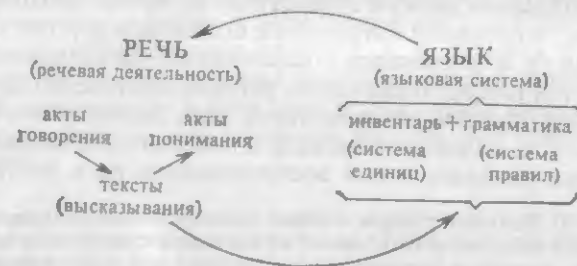 РЕЧЬ
(речевая деятельность)
акты
говорения
акты
понимания
тексты
(высказывания)
ЯЗЫК
(языковая система)
инвентарь+грамматика
(система
единиц)
(система
правил)